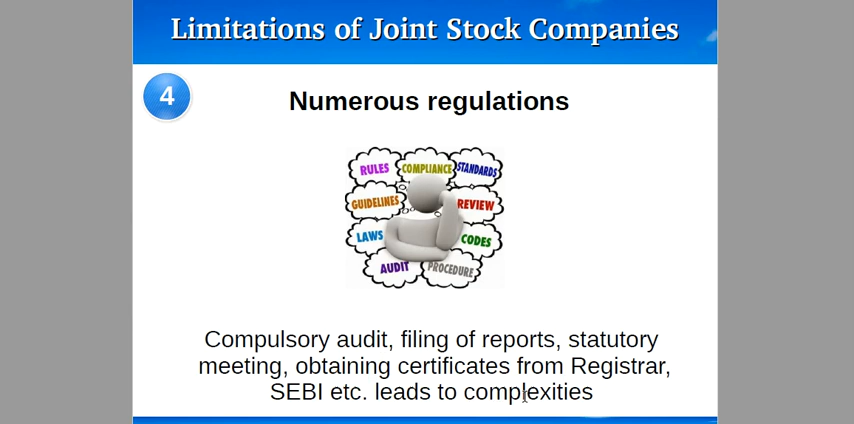 Limitations of Joint Stock Companies
4
Numerous regulations
RULES COMPLIANCE STANDARDS
GUIDELINES REVIEW
LAWS CODES
AUDIT PROCEDURE
Compulsory audit, filing of reports, statutory
meeting, obtaining certificates from Registrar,
SEBI etc. leads to complexities